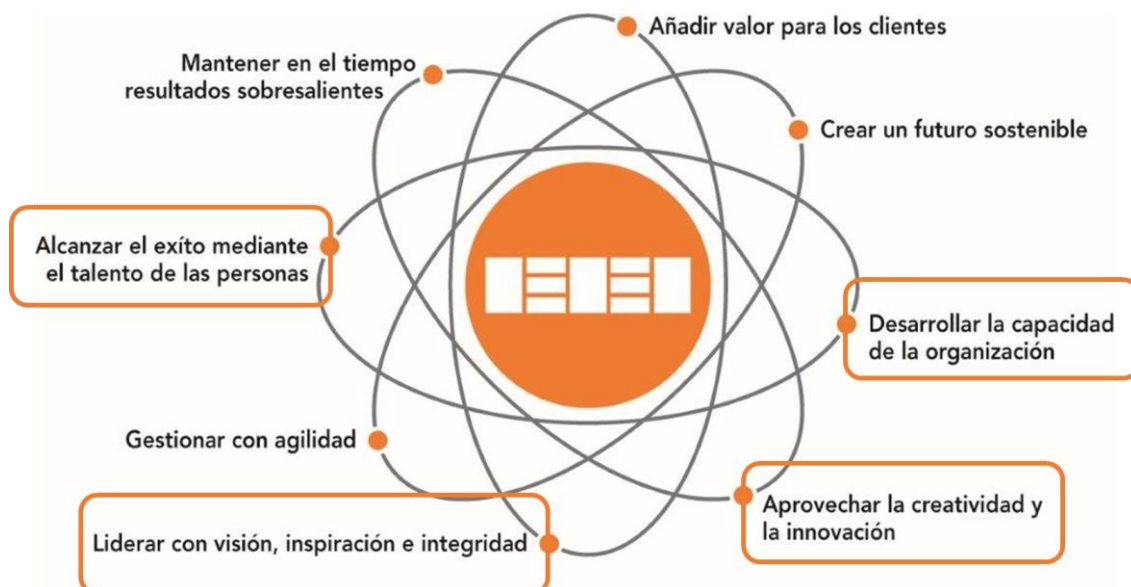 Añadir valor para los clientes
Mantener en el tiempo
resultados sobresalientes
Crear un futuro sostenible
Alcanzar el exíto mediante
el talento de las personas
Desarrollar la capacidad
de la organización
Gestionar con agilidad
Aprovechar la creatividad y
la innovación
Liderar con visión, inspiración e integridad